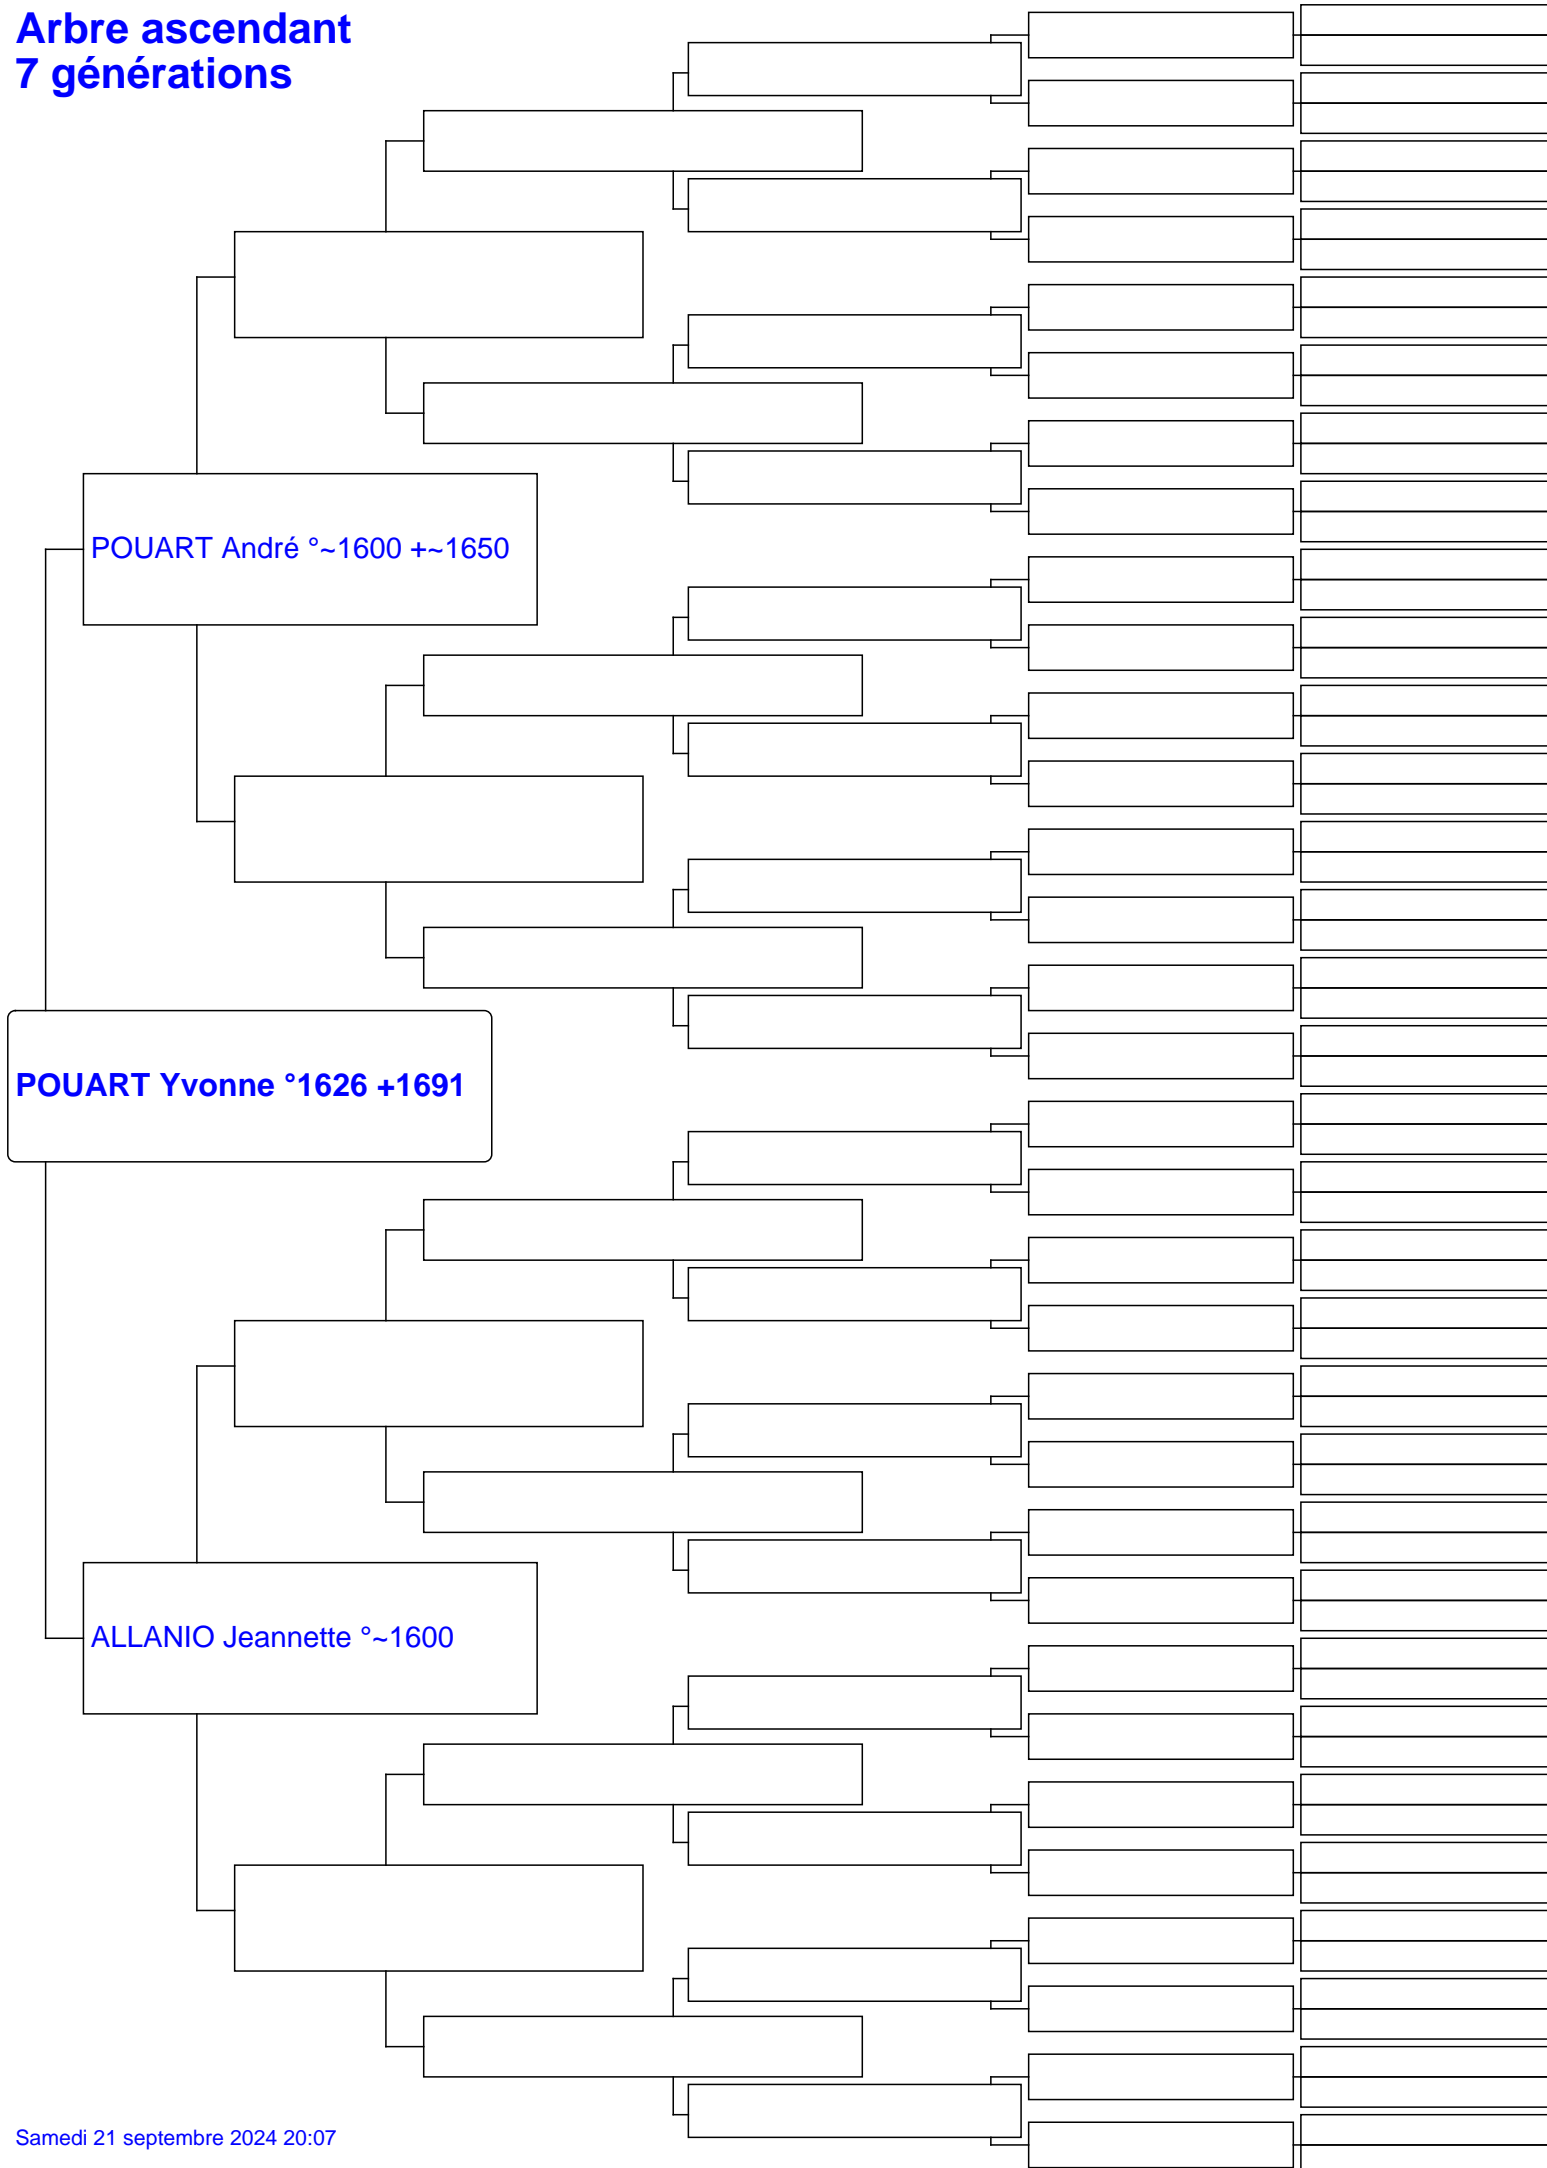 Arbre ascendant
7 générations
POUART André °~1600 +~1650
POUART Yvonne °1626 +1691
ALLANIO Jeannette °~1600
Samedi 21 septembre 2024 20:07